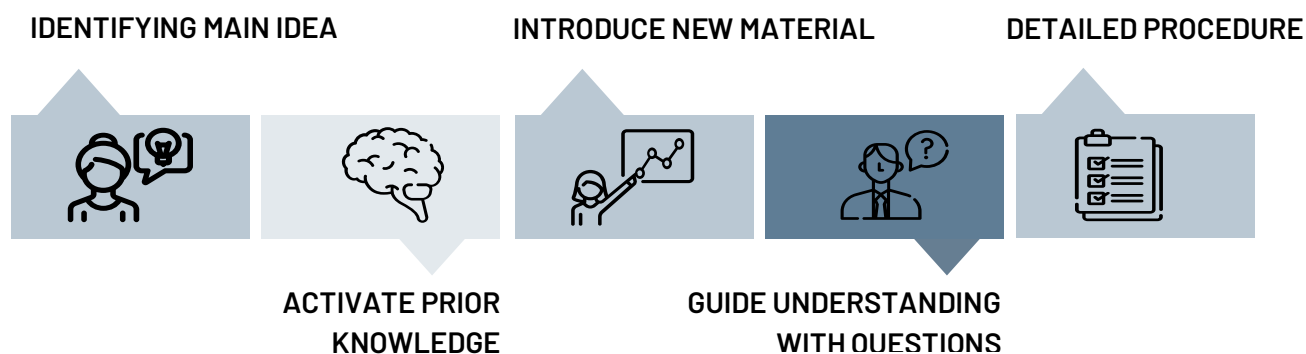 IDENTIFYING MAIN IDEA
ACTIVATE PRIOR
KNOWLEDGE
INTRODUCE NEW MATERIAL
?
GUIDE UNDERSTANDING
WITH QUESTIONS
DETAILED PROCEDURE